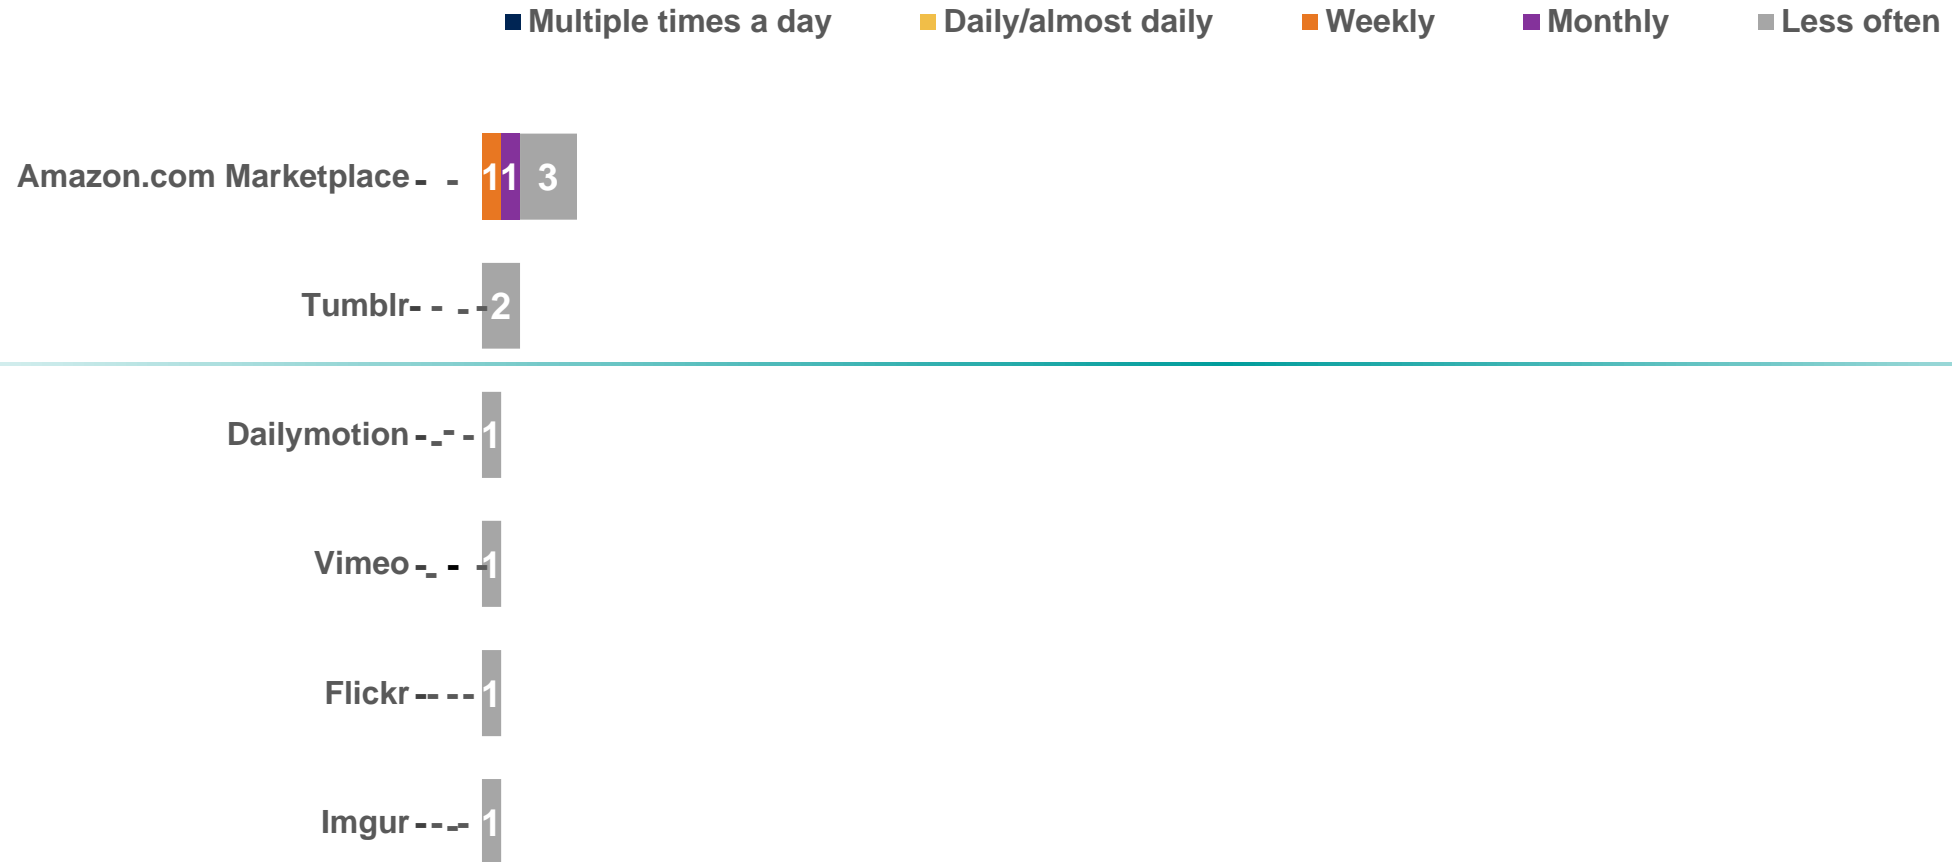 Multiple times a day Daily/almost daily Weekly Monthly Less often
Amazon.com Marketplace - - 1 1 3
Tumblr - - - - 2
Dailymotion - - - - 1
Vimeo - - - - 1
Flickr - - - - 1
Imgur - - - - 1